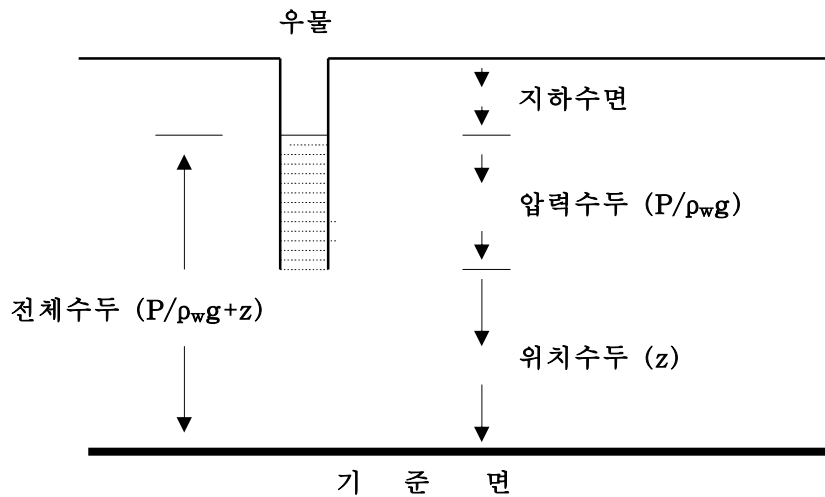 우물
지하수면
압력수두 (P/ρwg)
전체수두 (P/ρwg+z)
위치수두 (z)
기 준 면